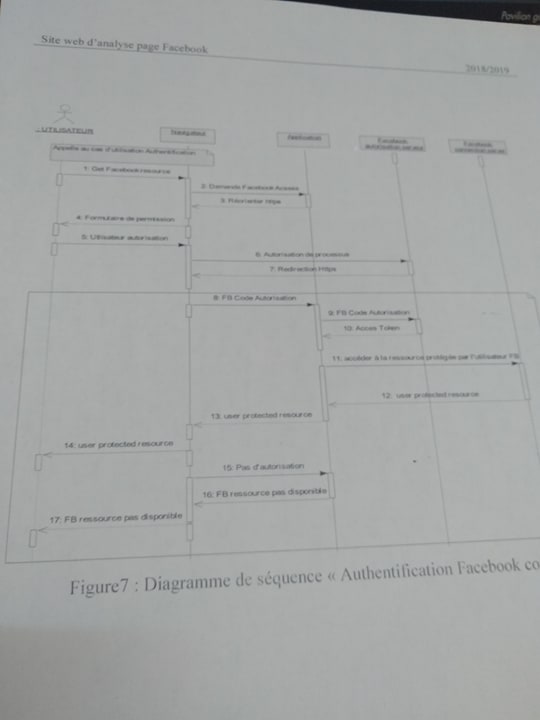 Pavilion
Site web d'analyse page Facebook
2018/2019
: UTILISATEUR
Navigateur
Application
Facebook
Facebook
Appelle au cas d'utilisation Authentification
1: Get Facebook resource
2: Demande Facebook Access
3: Réorienter https
4: Formulaire de permission
5: Utilisateur autorisation
6: Autorisation de processus
7: Redirection Https
8: FB Code Autorisation
9: FB Code Autorisation
10: Acces Token
11: accéder à la ressource protégée par l'utilisateur FB
12: user protected resource
13: user protected resource
14: user protected resource
15: Pas d'autorisation
16: FB ressource pas disponible
17: FB ressource pas disponible
Figure7 : Diagramme de séquence « Authentification Facebook co